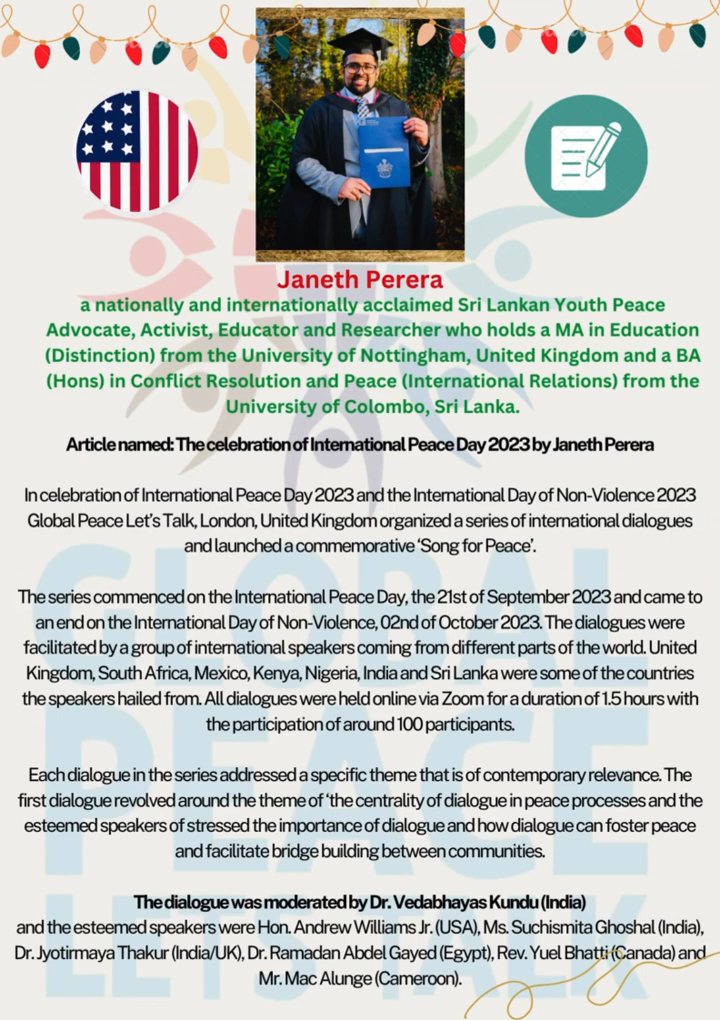 Janeth Perera
a nationally and internationally acclaimed Sri Lankan Youth Peace
Advocate, Activist, Educator and Researcher who holds a MA in Education
(Distinction) from the University of Nottingham, United Kingdom and a BA
(Hons) in Conflict Resolution and Peace (International Relations) from the
University of Colombo, Sri Lanka.
Article named: The celebration of International Peace Day 2023 by Janeth Perera
In celebration of International Peace Day 2023 and the International Day of Non-Violence 2023
Global Peace Let's Talk, London, United Kingdom organized a series of international dialogues
and launched a commemorative 'Song for Peace'.
The series commenced on the International Peace Day, the 21st of September 2023 and came to
an end on the International Day of Non-Violence, 02nd of October 2023. The dialogues were
facilitated by a group of international speakers coming from different parts of the world. United
Kingdom, South Africa, Mexico, Kenya, Nigeria, India and Sri Lanka were some of the countries
the speakers hailed from. All dialogues were held online via Zoom for a duration of 1.5 hours with
the participation of around 100 participants.
Each dialogue in the series addressed a specific theme that is of contemporary relevance. The
first dialogue revolved around the theme of 'the centrality of dialogue in peace processes and the
esteemed speakers of stressed the importance of dialogue and how dialogue can foster peace
and facilitate bridge building between communities.
The dialogue was moderated by Dr. Vedabhayas Kundu (India)
and the esteemed speakers were Hon. Andrew Williams Jr. (USA), Ms. Suchismita Ghoshal (India),
Dr. Jyotirmaya Thakur (India/UK), Dr. Ramadan Abdel Gayed (Egypt), Rev. Yuel Bhatti (Canada) and
Mr. Mac Alunge (Cameroon).
GLOBAL
PEACE
LETS TALK